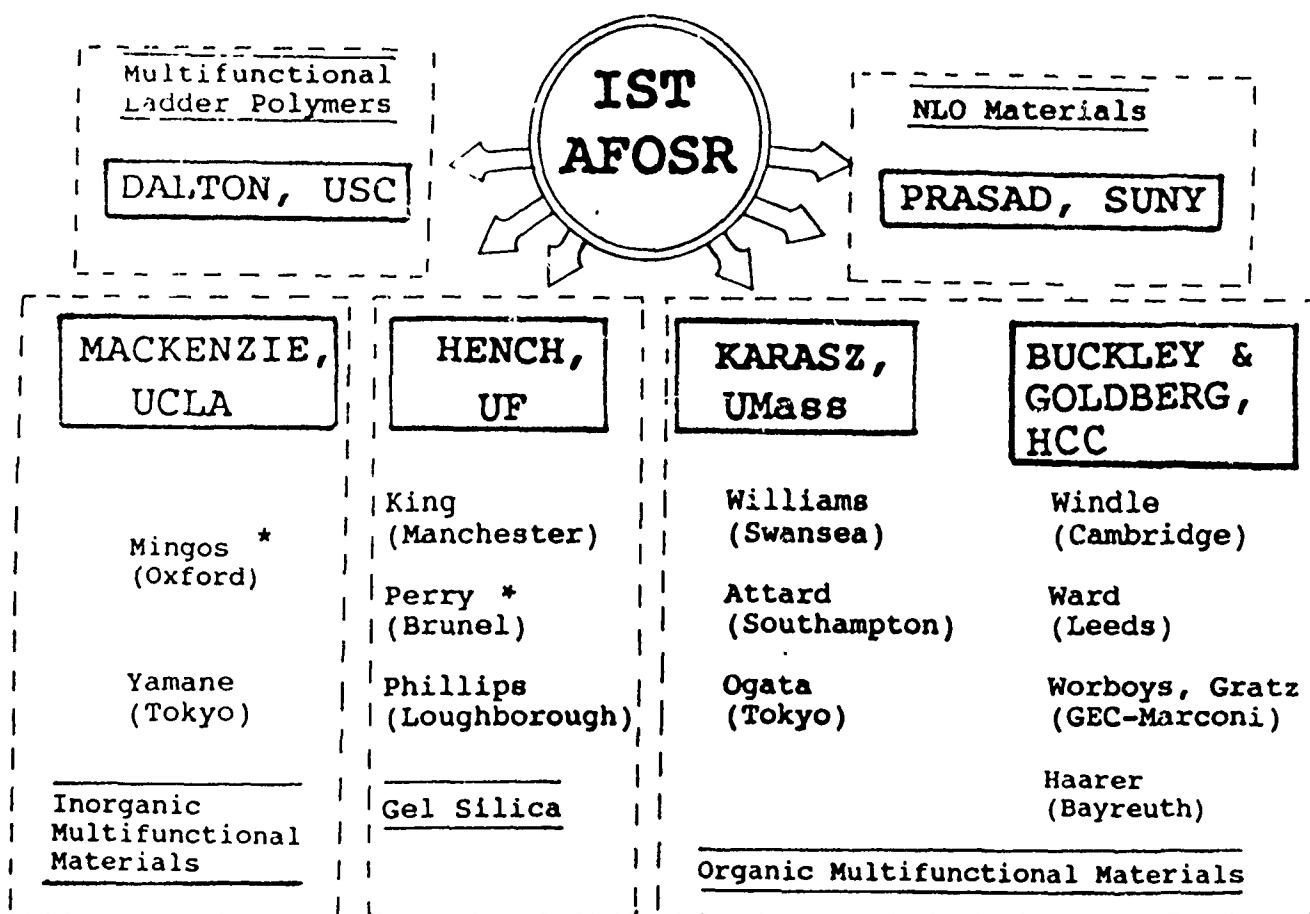 Multifunctional
Ladder Polymers
DALTON, USC
IST
AFOSR
NLO Materials
PRASAD, SUNY
MACKENZIE,
UCLA
Mingos *
(Oxford)
Yamane
(Tokyo)
Inorganic
Multifunctional
Materials
HENCH,
UF
King
(Manchester)
Perry *
(Brunel)
Phillips
(Loughborough)
Gel Silica
KARASZ,
UMass
Williams
(Swansea)
Attard
(Southampton)
Ogata
(Tokyo)
BUCKLEY &
GOLDBERG,
HCC
Windle
(Cambridge)
Ward
(Leeds)
Worboys, Gratz
(GEC-Marconi)
Haarer
(Bayreuth)
Organic Multifunctional Materials